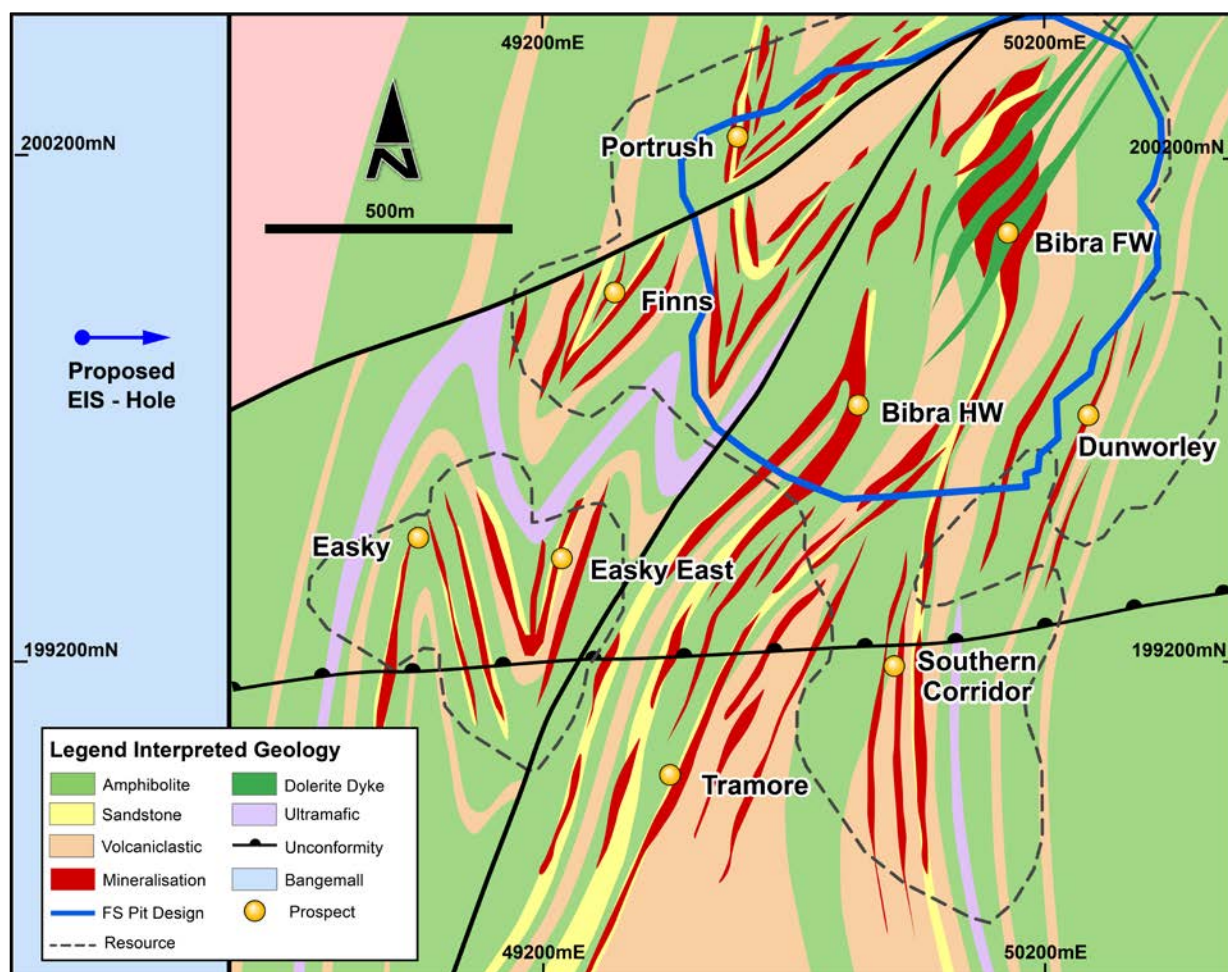 49200mE
50200mE
200200mN
200200mN
N
500m
Portrush
Bibra FW
Finns
Proposed
EIS - Hole
Bibra HW
Dunworley
Easky
Easky East
199200mN
199200mN
Southern
Corridor
Tramore
Legend Interpreted Geology
Amphibolite
Dolerite Dyke
Sandstone
Ultramafic
Volcaniclastic
Unconformity
Mineralisation
Bangemall
FS Pit Design
Prospect
Resource
49200mE
50200mE